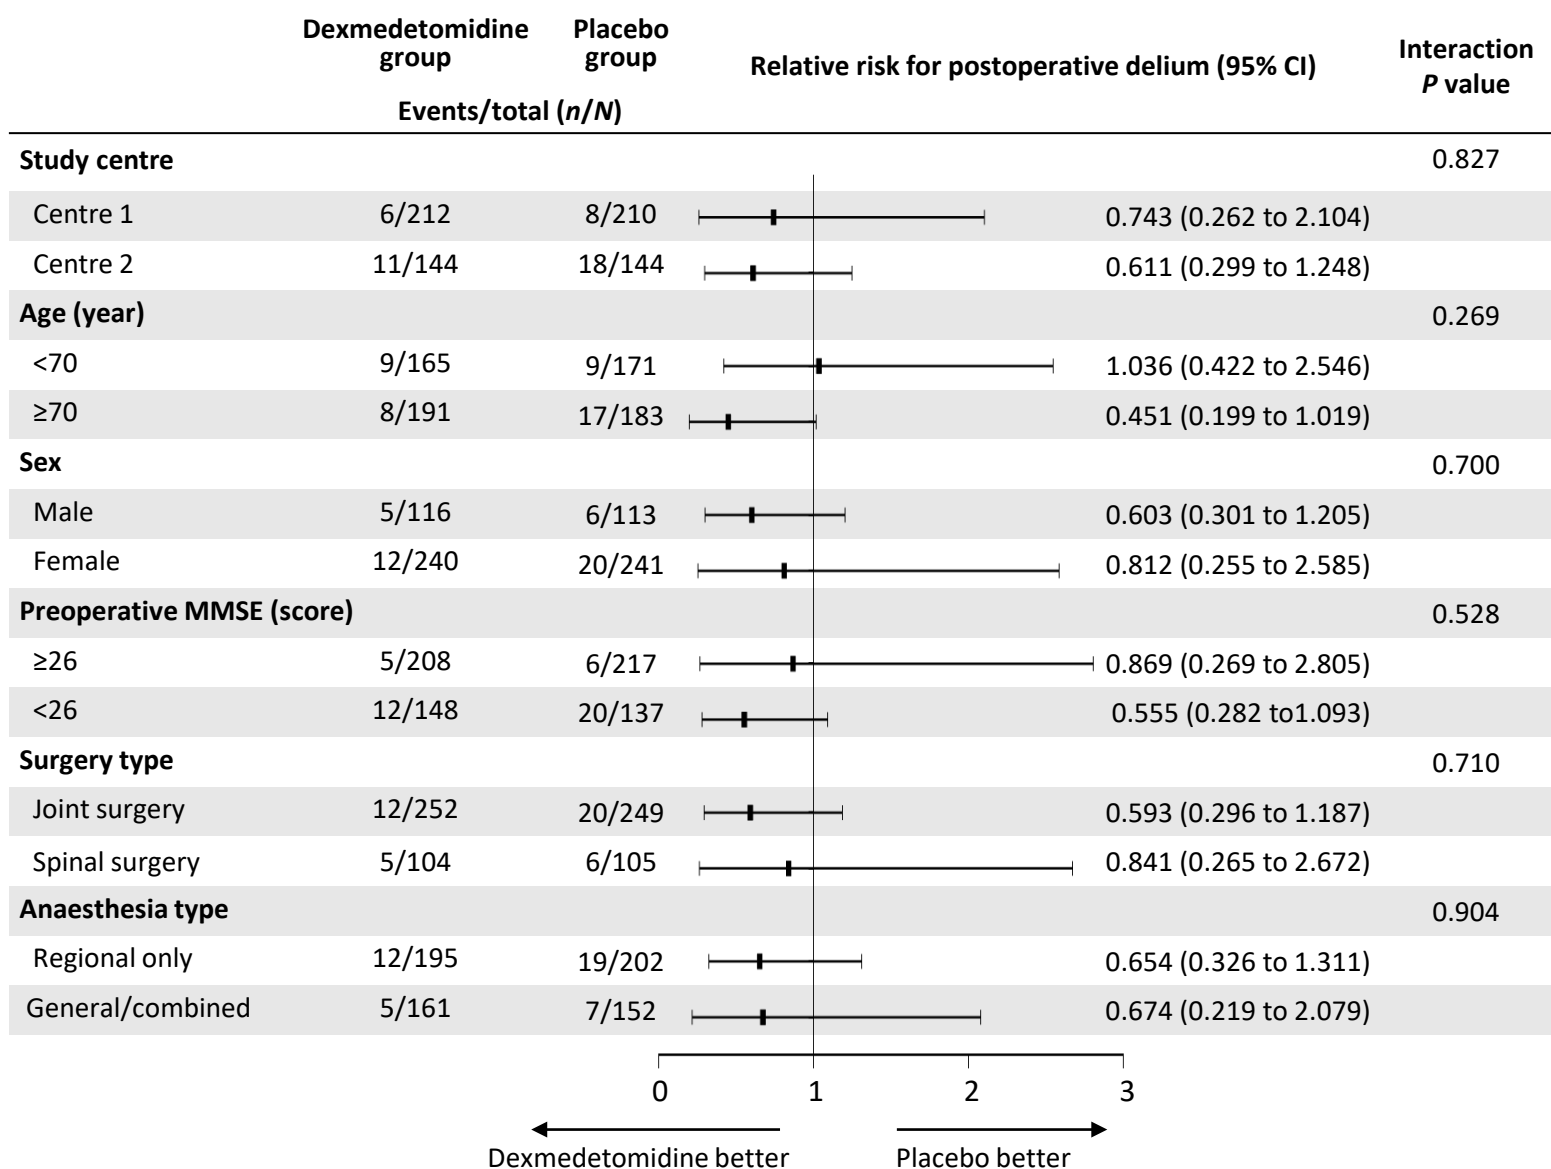 Dexmedetomidine group Placebo group Relative risk for postoperative delium (95% CI) Interaction P value
Events/total (n/N)
Study centre 0.827
Centre 1 6/212 8/210 0.743 (0.262 to 2.104)
Centre 2 11/144 18/144 0.611 (0.299 to 1.248)
Age (year) 0.269
<70 9/165 9/171 1.036 (0.422 to 2.546)
≥70 8/191 17/183 0.451 (0.199 to 1.019)
Sex 0.700
Male 5/116 6/113 0.603 (0.301 to 1.205)
Female 12/240 20/241 0.812 (0.255 to 2.585)
Preoperative MMSE (score) 0.528
≥26 5/208 6/217 0.869 (0.269 to 2.805)
<26 12/148 20/137 0.555 (0.282 to1.093)
Surgery type 0.710
Joint surgery 12/252 20/249 0.593 (0.296 to 1.187)
Spinal surgery 5/104 6/105 0.841 (0.265 to 2.672)
Anaesthesia type 0.904
Regional only 12/195 19/202 0.654 (0.326 to 1.311)
General/combined 5/161 7/152 0.674 (0.219 to 2.079)
0 1 2 3
Dexmedetomidine better Placebo better